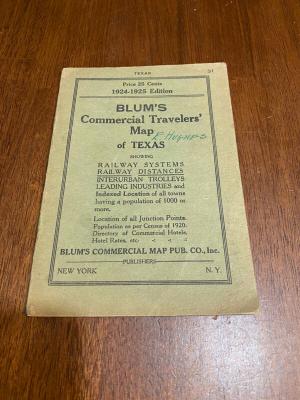 TEXAS 51
Price 25 Cents
1924-1925 Edition
BLUM'S
Commercial Travelers'
Map
R. HUGHES
of TEXAS
SHOWING
RAILWAY SYSTEMS
RAILWAY DISTANCES
INTERURBAN TROLLEYS
LEADING INDUSTRIES and
Indexed Location of all towns
having a population of 1000 or
more.
Location of all Junction Points.
Population as per Census of 1920.
Directory of Commercial Hotels,
Hotel Rates, etc.
BLUM'S COMMERCIAL MAP PUB. CO., Inc.
PUBLISHERS
NEW YORK N. Y.